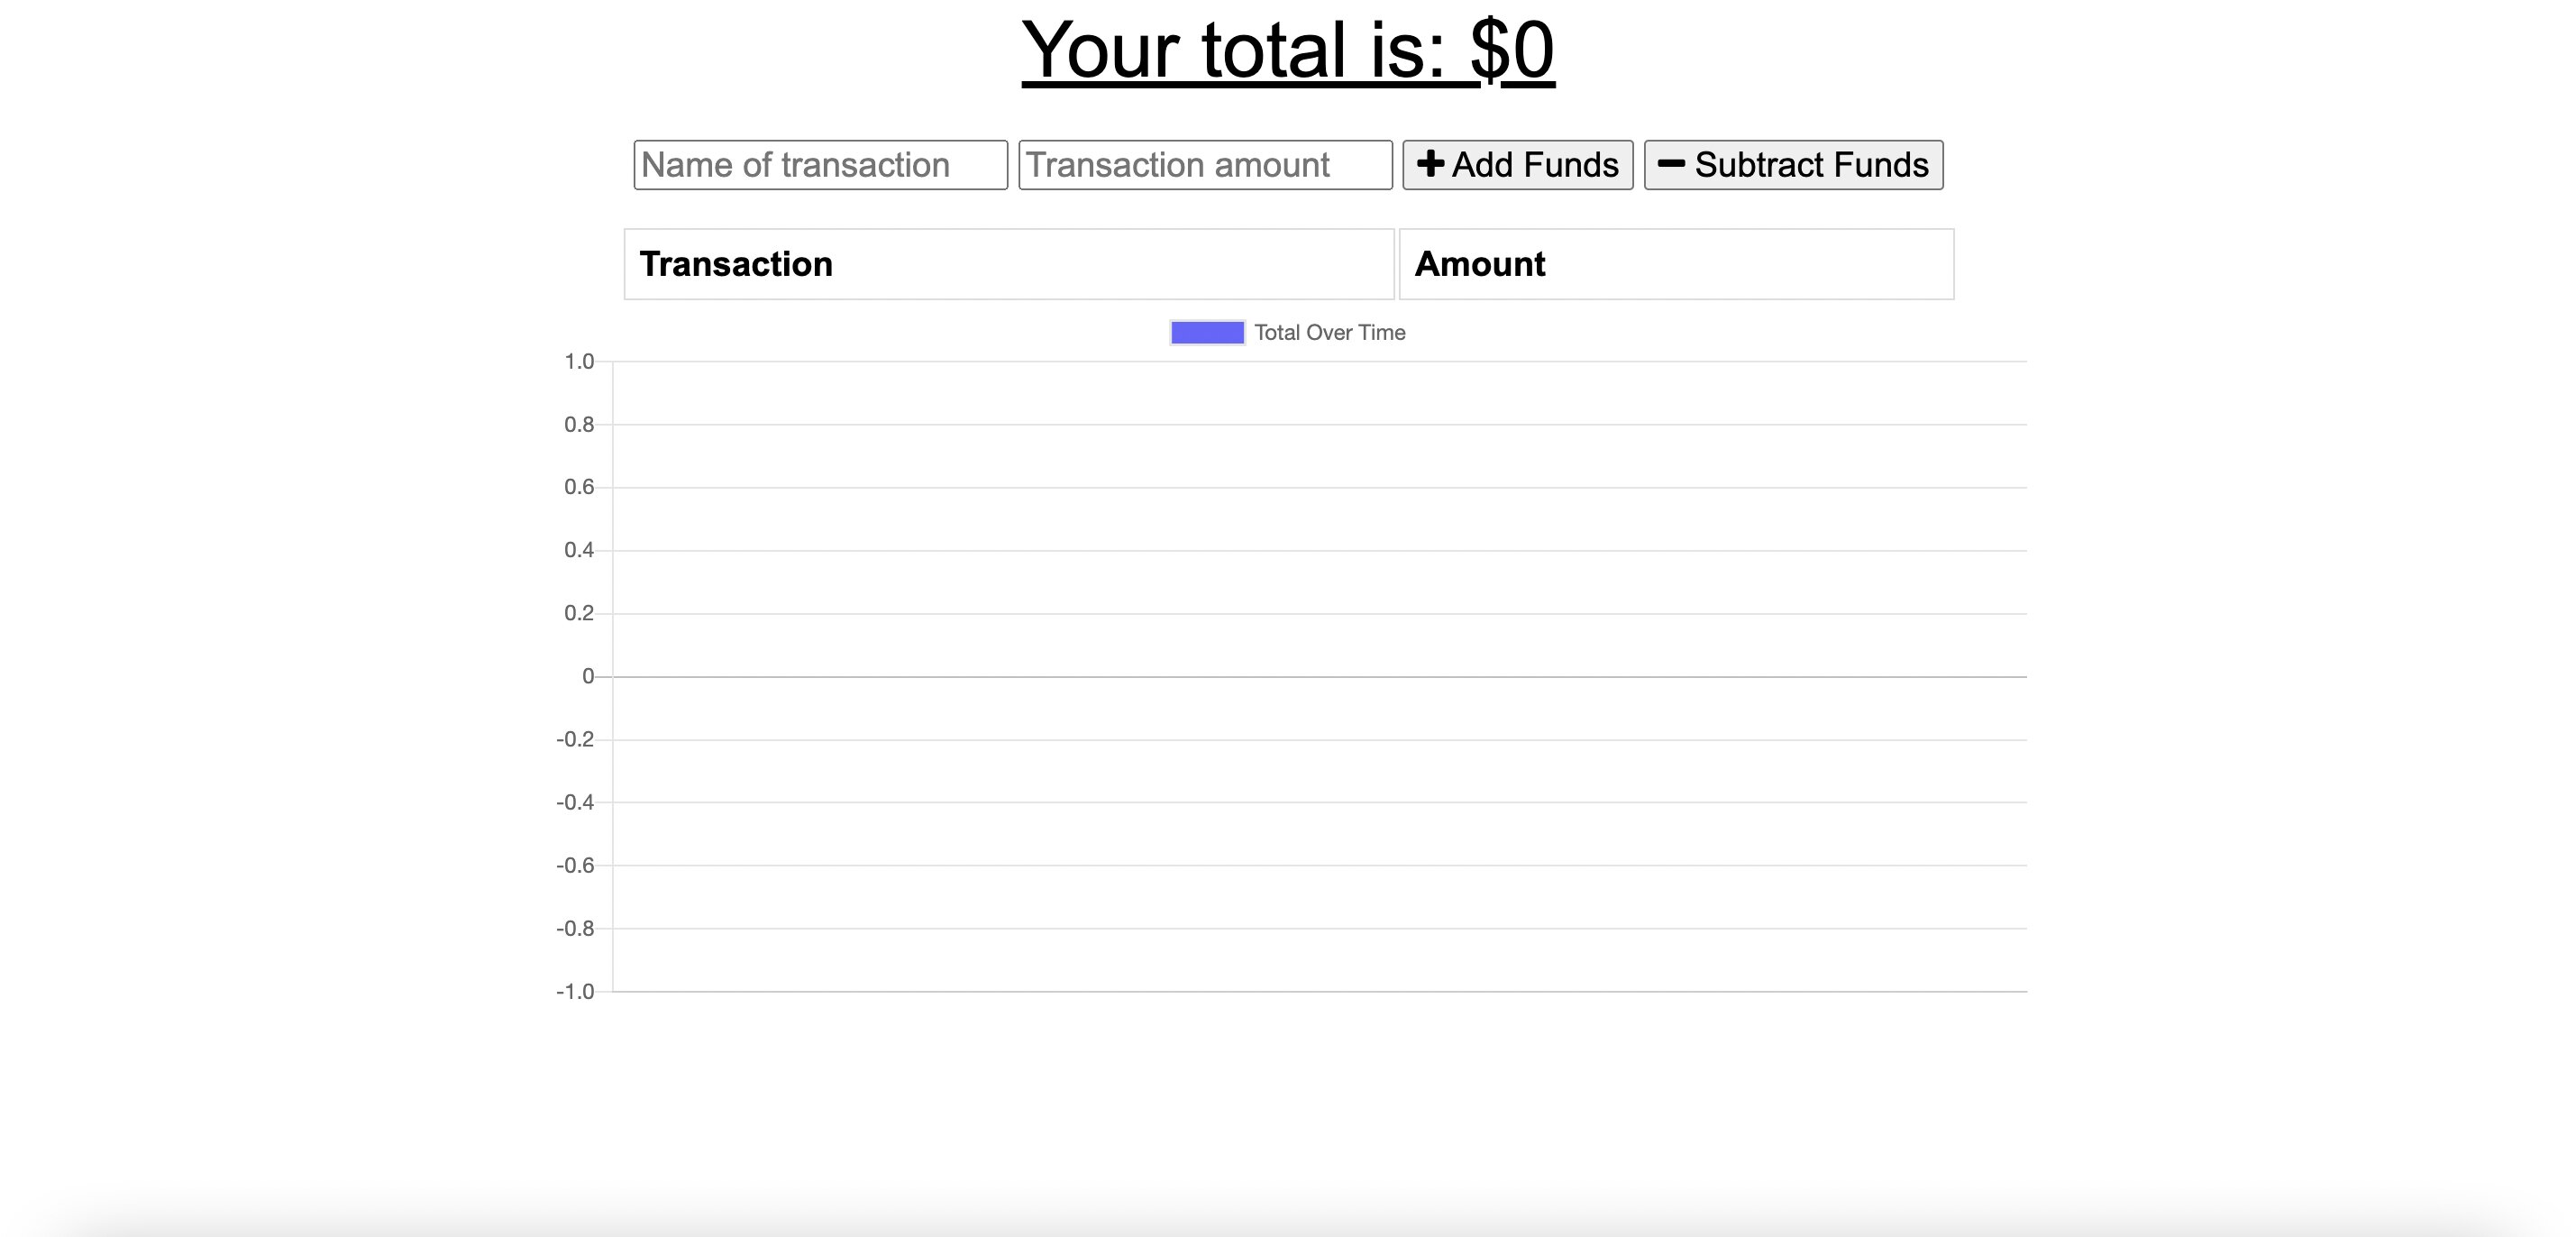 Your total is: $0
Name of transaction Transaction amount Add Funds Subtract Funds
Transaction Amount
Total Over Time
1.0
0.8
0.6
0.4
0.2
0
-0.2
-0.4
-0.6
-0.8
-1.0